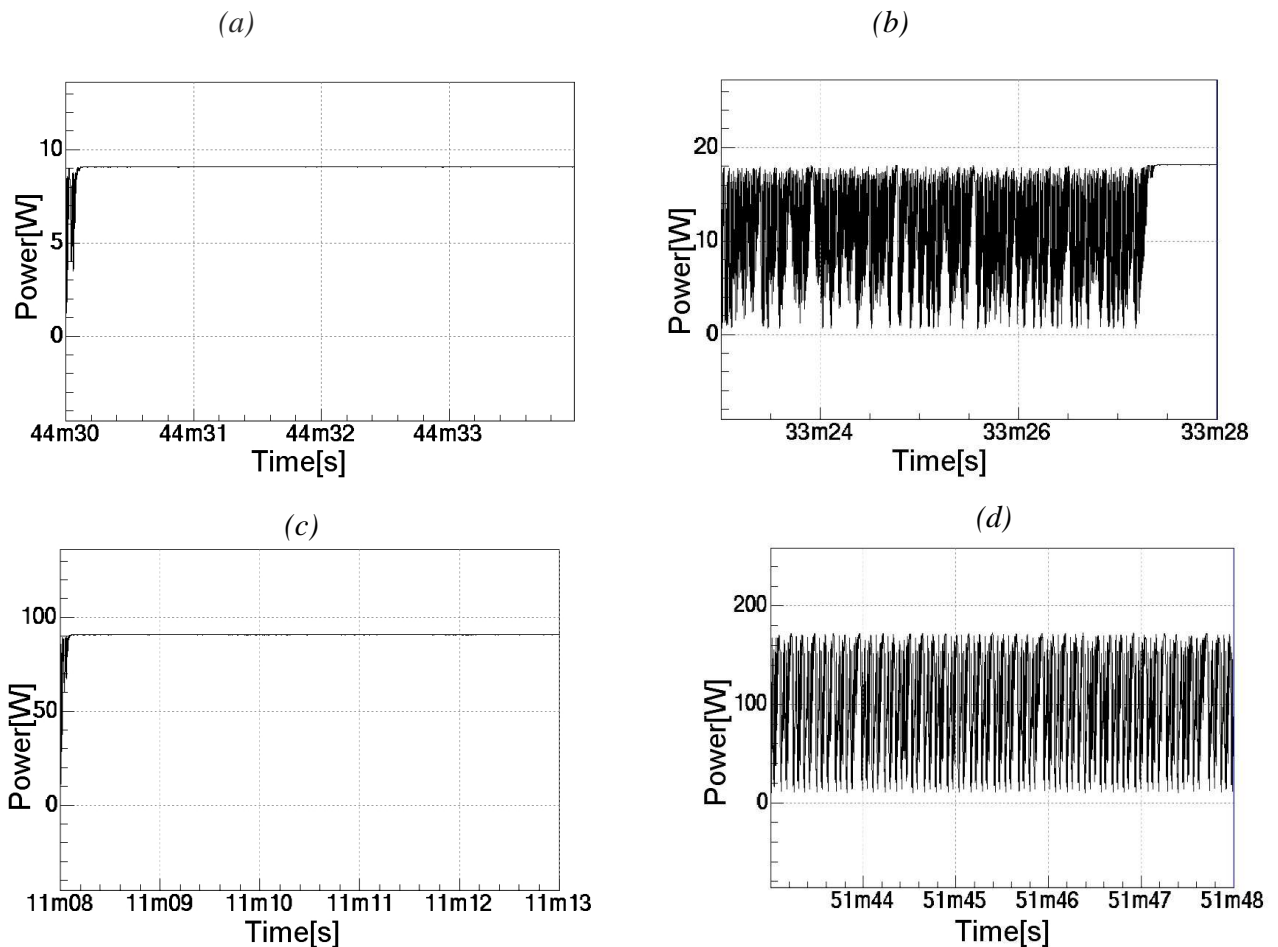 (a)
10
5
0
Power[W]
44m30 44m31 44m32 44m33
Time[s]
(b)
20
10
0
Power[W]
33m24 33m26 33m28
Time[s]
(c)
100
50
0
Power[W]
11m08 11m09 11m10 11m11 11m12 11m13
Time[s]
(d)
200
100
0
Power[W]
51m44 51m45 51m46 51m47 51m48
Time[s]